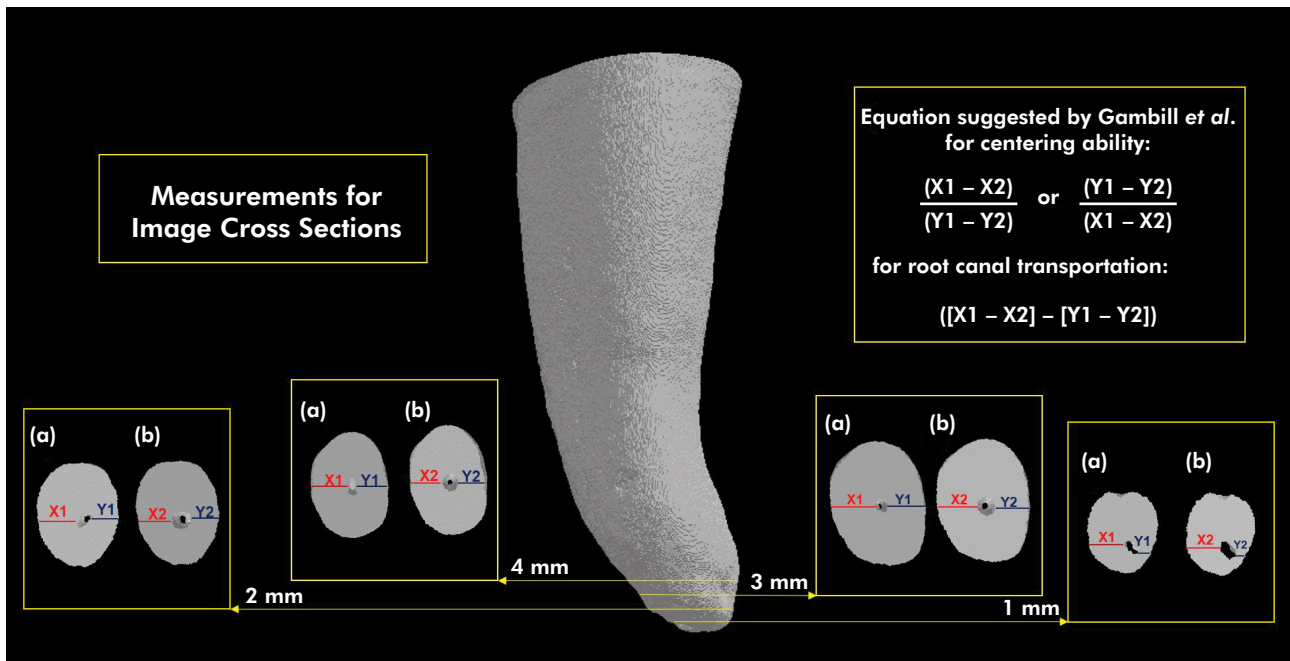 Measurements for
Image Cross Sections
Equation suggested by Gambill et al.
for centering ability:
(X1 – X2) or (Y1 – Y2)
(Y1 – Y2) (X1 – X2)
for root canal transportation:
([X1 – X2] – [Y1 – Y2])
(a) (b)
X1 Y1 X2 Y2
2 mm
(a) (b)
X1 Y1 X2 Y2
4 mm
(a) (b)
X1 Y1 X2 Y2
3 mm
(a) (b)
X1 Y1 X2 Y2
1 mm